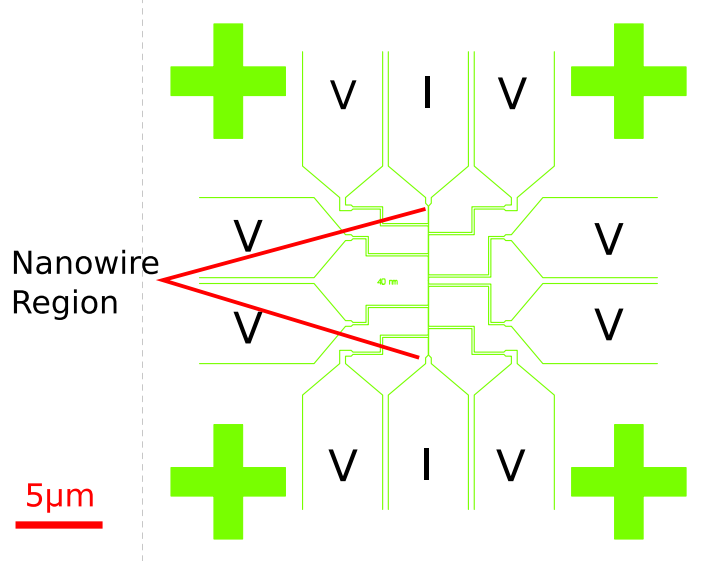 V I V
V V
Nanowire
Region
40 nm
V V
V I V
5μm